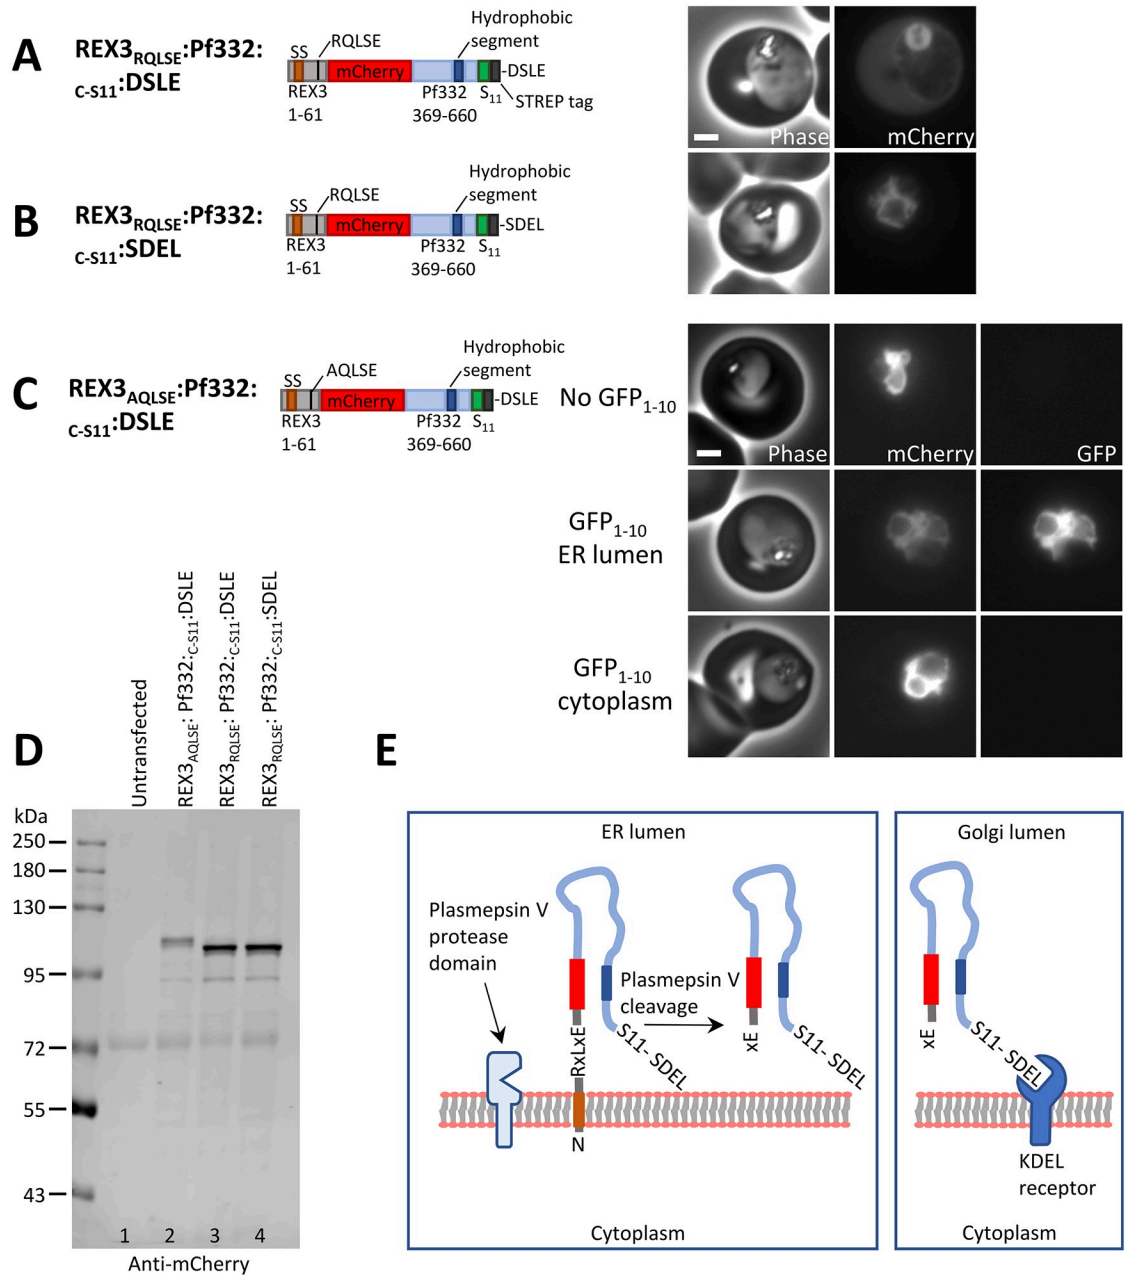 A
REX3RQLSE:Pf332:
C-S11:DSLE
Hydrophobic
segment
SS
RQLSE
mCherry
-DSLE
REX3
Pf332
S11
STREP tag
1-61
369-660
Phase
mCherry
B
REX3RQLSE:Pf332:
C-S11:SDEL
Hydrophobic
segment
SS
RQLSE
mCherry
-SDEL
REX3
Pf332
S11
1-61
369-660
C
REX3AQLSE:Pf332:
C-S11:DSLE
Hydrophobic
segment
SS
AQLSE
mCherry
-DSLE
REX3
Pf332
S11
1-61
369-660
No GFP1-10
Phase
mCherry
GFP
GFP1-10
ER lumen
GFP1-10
cytoplasm
D
Untransfected
REX3AQLSE: Pf332:C-S11:DSLE
REX3RQLSE: Pf332:C-S11:DSLE
REX3RQLSE: Pf332:C-S11:SDEL
kDa
250
180
130
95
72
55
43
1 2 3 4
Anti-mCherry
E
ER lumen
Plasmepsin V
protease
domain
Plasmepsin V
cleavage
RxLxE
S11- SDEL
N
xE
S11- SDEL
Cytoplasm
Golgi lumen
xE
S11- SDEL
KDEL
receptor
Cytoplasm